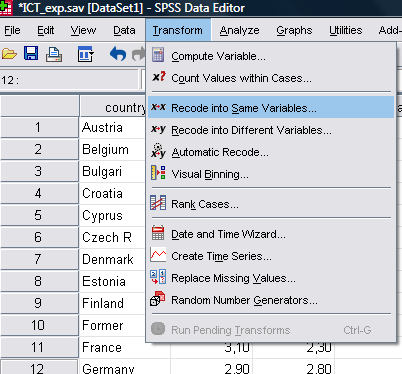 *ICT_exp.sav [DataSet1] - SPSS Data Editor
File Edit View Data Transform Analyze Graphs Utilities Add-
12 :
country
Compute Variable...
Count Values within Cases...
Recode into Same Variables...
Recode into Different Variables...
Automatic Recode...
Visual Binning...
Rank Cases...
Date and Time Wizard...
Create Time Series...
Replace Missing Values...
Random Number Generators...
Run Pending Transforms Ctrl-G
1 Austria
2 Belgium
3 Bulgari
4 Croatia
5 Cyprus
6 Czech R
7 Denmark
8 Estonia
9 Finland
10 Former
11 France 3,10 2,80
12 Germany 2,90 2,80